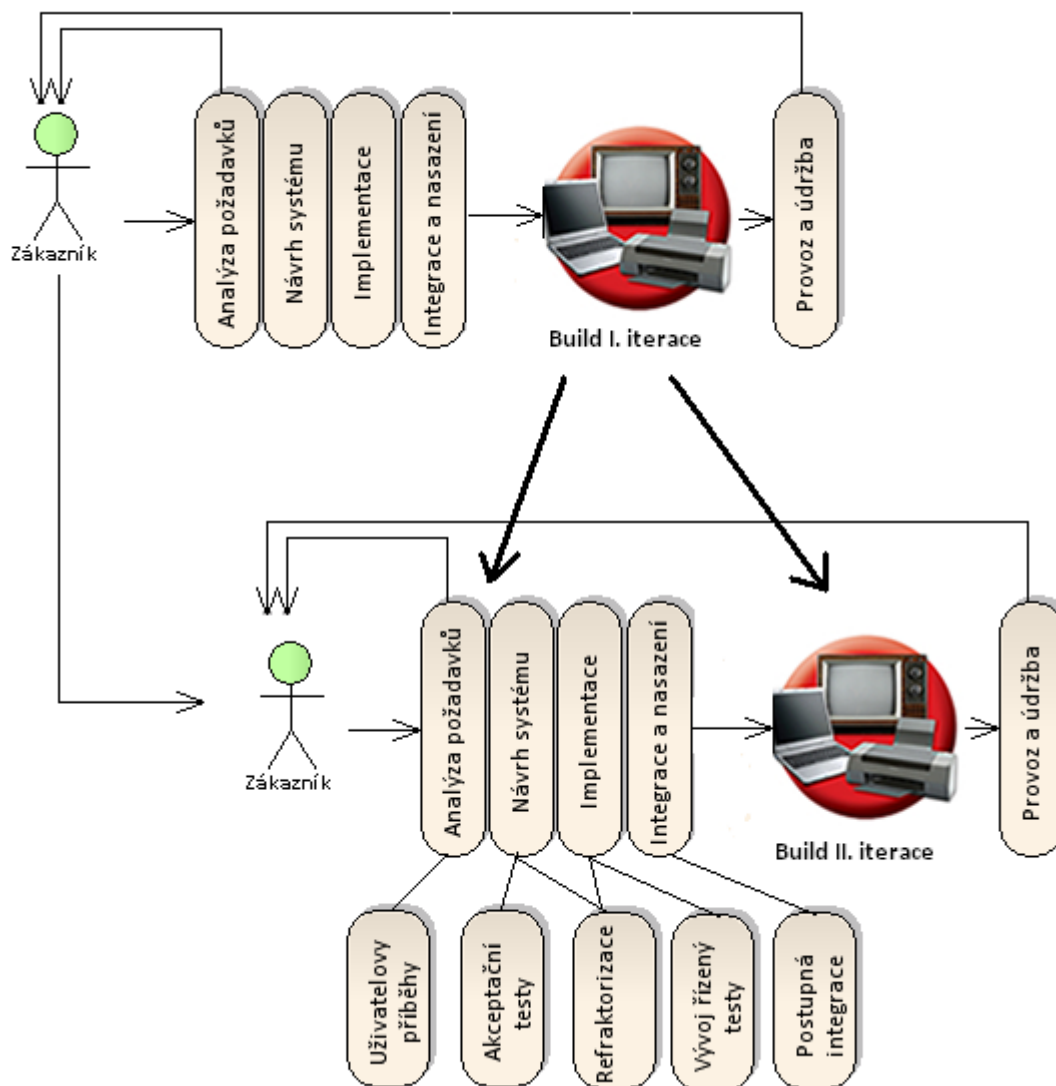 Zákazník
Analýza požadavků
Návrh systému
Implementace
Integrace a nasazení
Build I. iterace
Provoz a údržba
Zákazník
Analýza požadavků
Návrh systému
Implementace
Integrace a nasazení
Build II. iterace
Provoz a údržba
Uživatelovy
příběhy
Akceptační
testy
Refraktorizace
Vývoj řízený
testy
Postupná
integrace